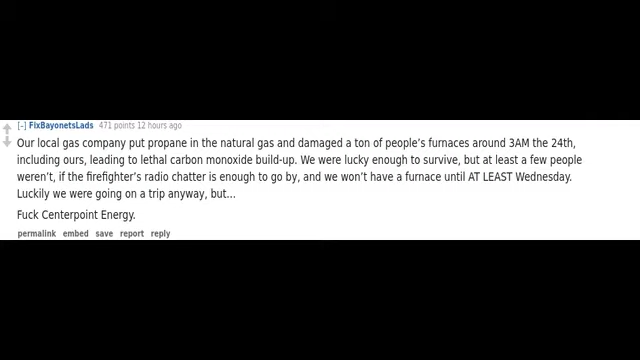 [-] FixBayonetsLads 471 points 12 hours ago
Our local gas company put propane in the natural gas and damaged a ton of people's furnaces around 3AM the 24th,
including ours, leading to lethal carbon monoxide build-up. We were lucky enough to survive, but at least a few people
weren't, if the firefighter's radio chatter is enough to go by, and we won't have a furnace until AT LEAST Wednesday.
Luckily we were going on a trip anyway, but...
Fuck Centerpoint Energy.
permalink embed save report reply